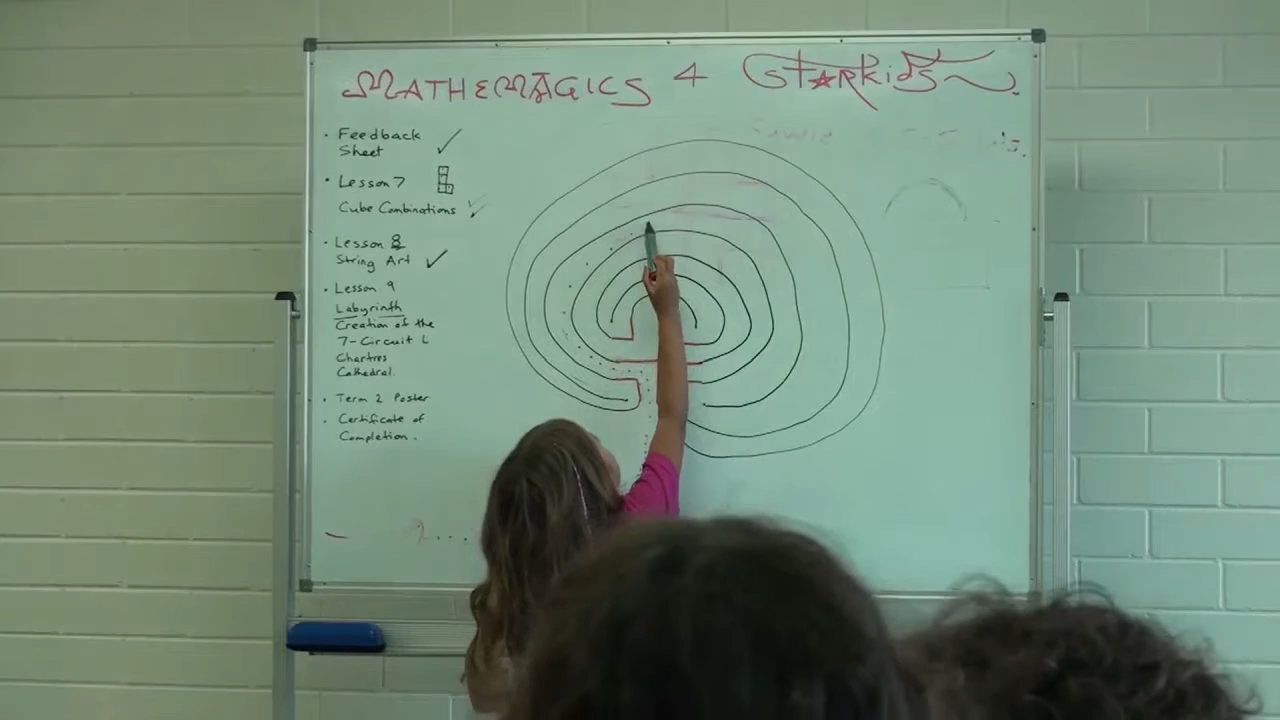 MATHEMAGICS 4 STARKIDS
· Feedback
Sheet ✓
· Lesson 7
Cube Combinations ✓
· Lesson 8
String Art ✓
· Lesson 9
Labyrinth
Creation of the
7-Circuit L
Chartres
Cathedral.
· Term 2 Poster
· Certificate of
Completion.